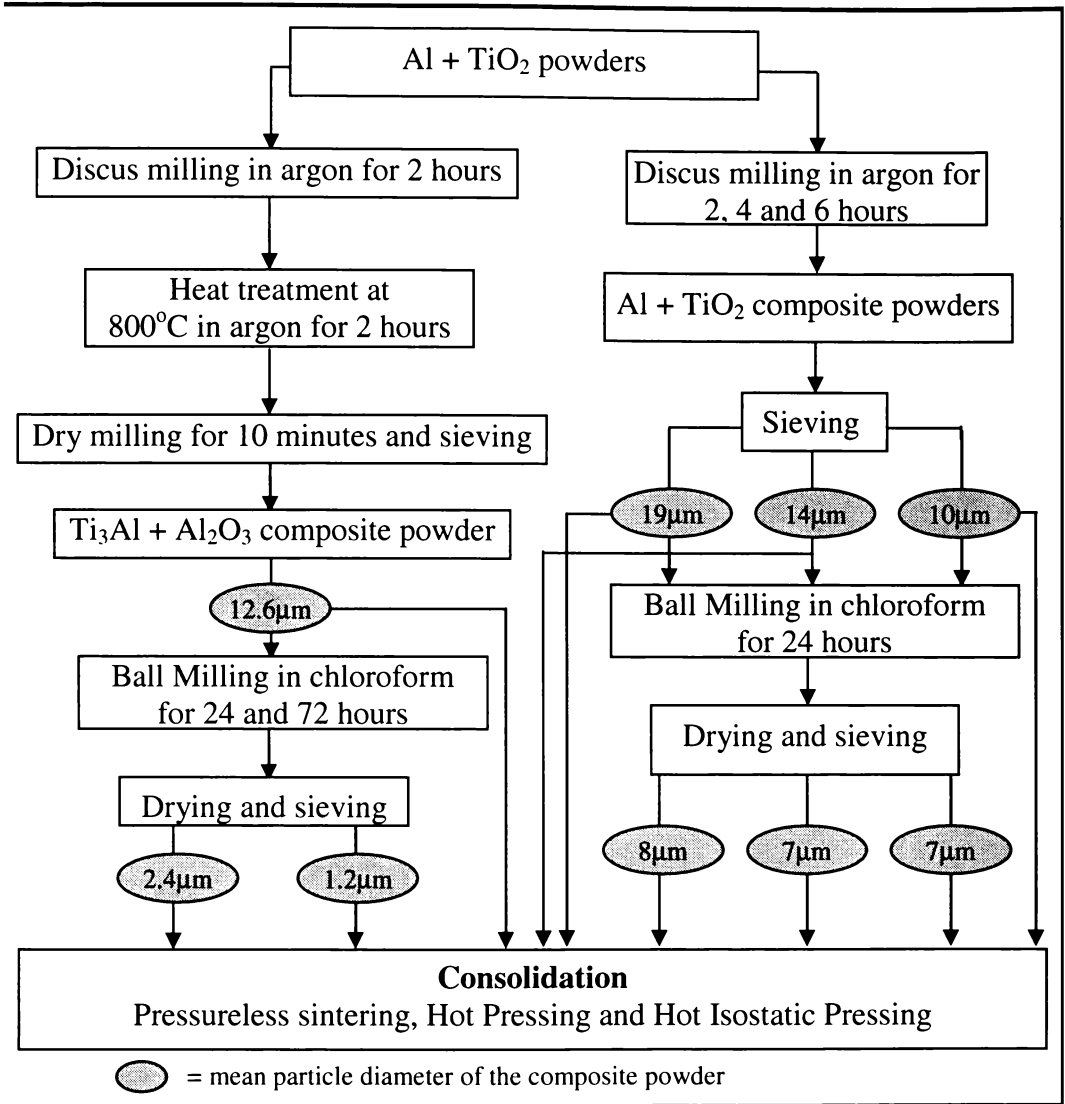 Al + TiO₂ powders
Discus milling in argon for 2 hours
Heat treatment at
800°C in argon for 2 hours
Dry milling for 10 minutes and sieving
Ti₃Al + Al₂O₃ composite powder
12.6μm
Ball Milling in chloroform
for 24 and 72 hours
Drying and sieving
2.4μm
1.2μm
Discus milling in argon for
2, 4 and 6 hours
Al + TiO₂ composite powders
Sieving
19μm
14μm
10μm
Ball Milling in chloroform
for 24 hours
Drying and sieving
8μm
7μm
7μm
Consolidation
Pressureless sintering, Hot Pressing and Hot Isostatic Pressing
= mean particle diameter of the composite powder